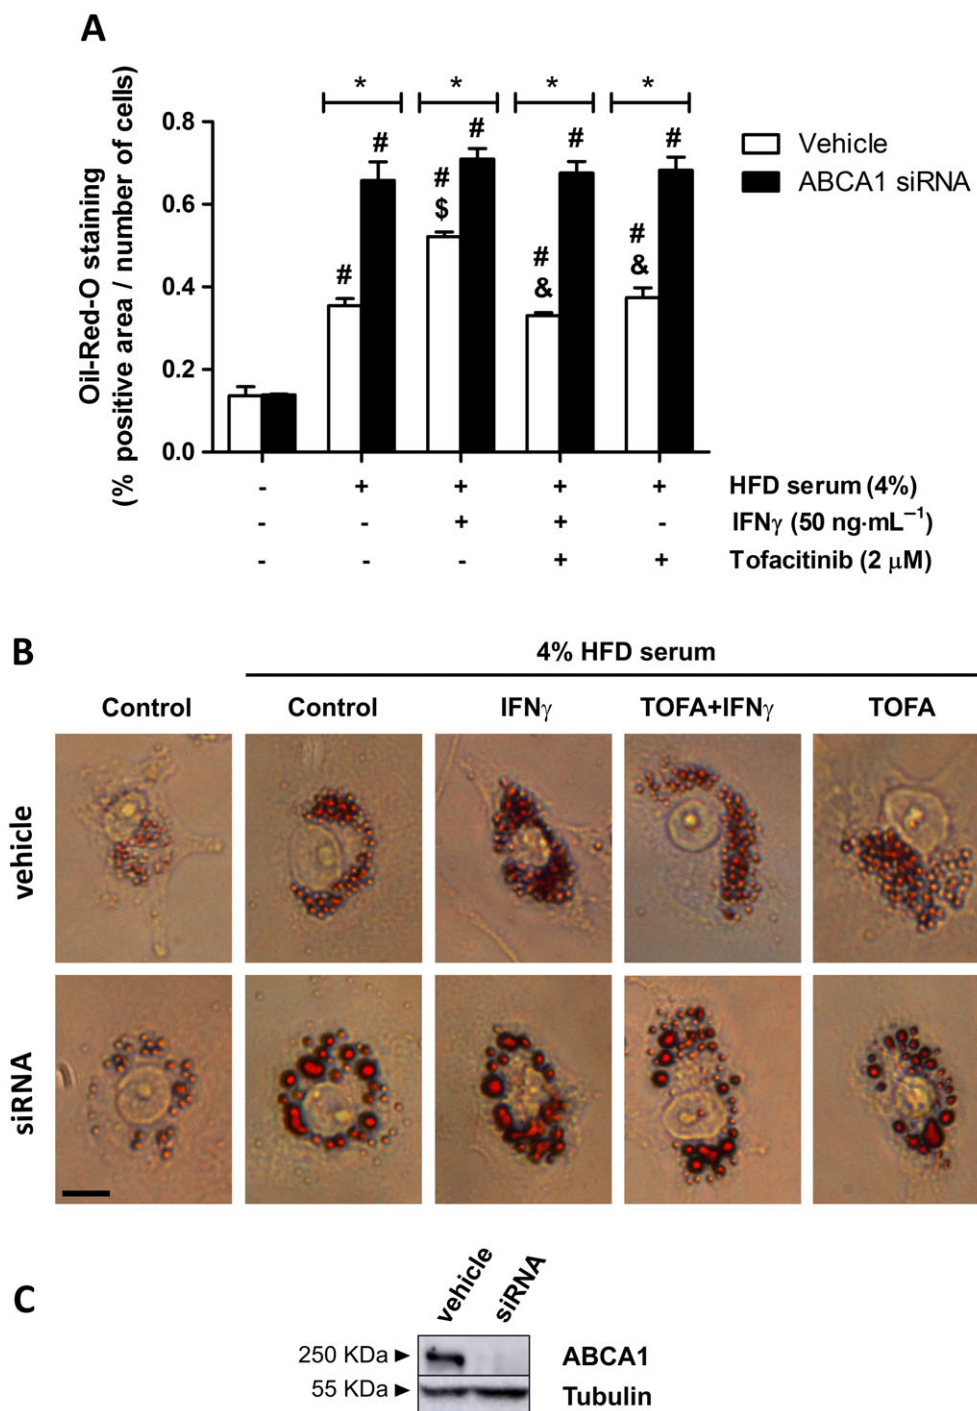 A
Oil-Red-O staining
(% positive area / number of cells)
0.8
0.6
0.4
0.2
0.0
* * * *
# # # # # # # #
$ & &
Vehicle
ABCA1 siRNA
- + + + + HFD serum (4%)
- - + + - IFNγ (50 ng·mL⁻¹)
- - - + + Tofacitinib (2 μM)
B
4% HFD serum
Control Control IFNγ TOFA+IFNγ TOFA
vehicle
siRNA
C
vehicle siRNA
250 KDa ► ABCA1
55 KDa ► Tubulin